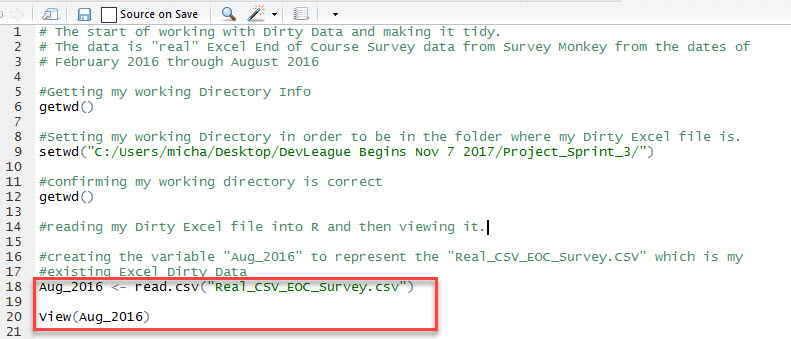 Source on Save
1 # The start of working with Dirty Data and making it tidy.
2 # The data is "real" Excel End of Course Survey data from Survey Monkey from the dates of
3 # February 2016 through August 2016
4
5 #Getting my working Directory Info
6 getwd()
7
8 #Setting my working Directory in order to be in the folder where my Dirty Excel file is.
9 setwd("C:/Users/micha/Desktop/DevLeague Begins Nov 7 2017/Project_Sprint_3/")
10
11 #confirming my working directory is correct
12 getwd()
13
14 #reading my Dirty Excel file into R and then viewing it.
15
16 #creating the variable "Aug_2016" to represent the "Real_CSV_EOC_Survey.CSV" which is my
17 #existing Excel Dirty Data
18 Aug_2016 <- read.csv("Real_CSV_EOC_Survey.csv")
19
20 View(Aug_2016)
21